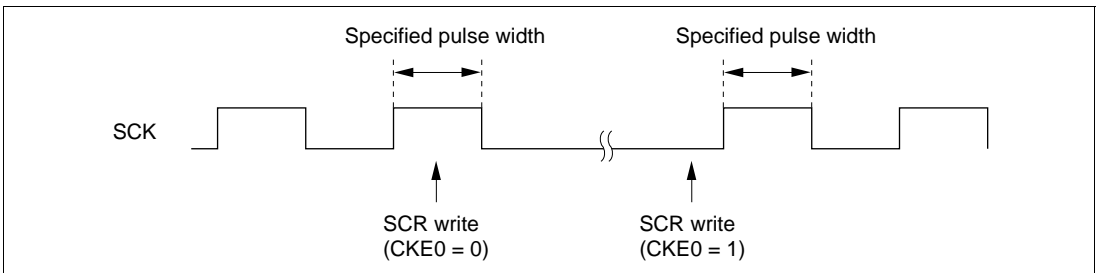 Specified pulse width
Specified pulse width
SCK
SCR write
(CKE0 = 0)
SCR write
(CKE0 = 1)